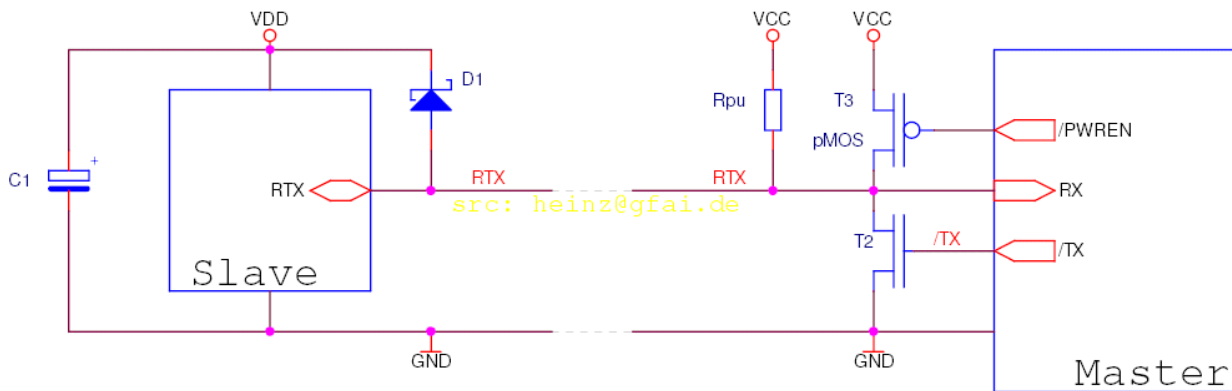 VDD
VCC
VCC
D1
Rpu
T3
pMOS
/PWREN
+
C1
RTX
RTX
RTX
RX
src: heinz@gfai.de
T2
/TX
/TX
Slave
GND
GND
Master